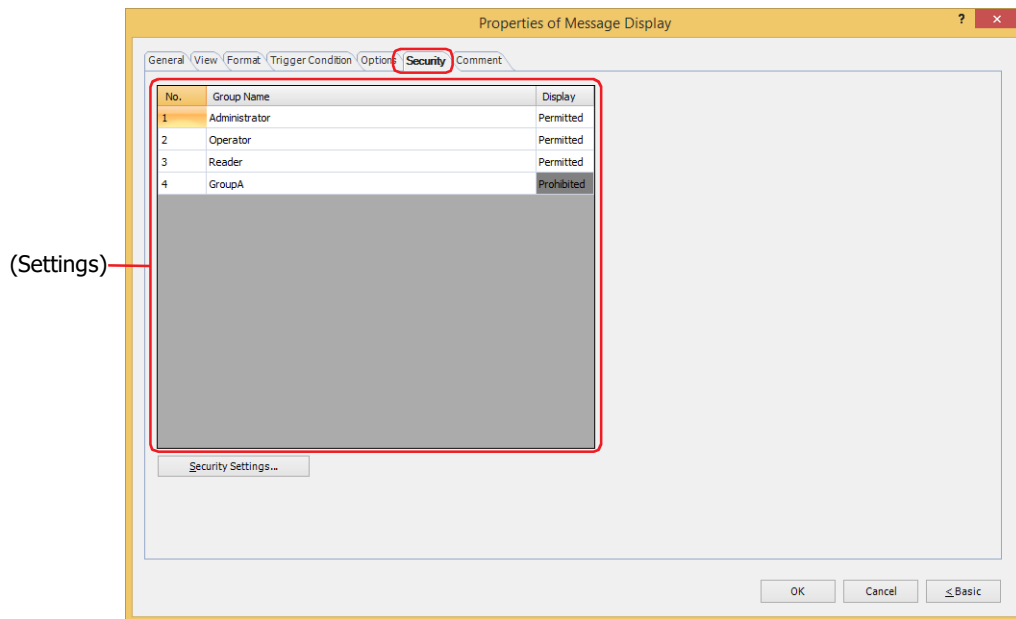 Properties of Message Display
? ×
General View Format Trigger Condition Options Security Comment
No. Group Name Display
1 Administrator Permitted
2 Operator Permitted
3 Reader Permitted
4 GroupA Prohibited
(Settings)
Security Settings...
OK Cancel < Basic